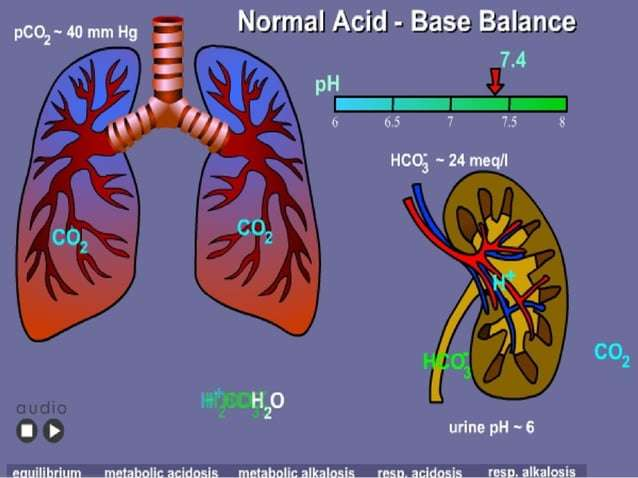 Normal Acid - Base Balance
pCO2 ~ 40 mm Hg
7.4
pH
6 6.5 7 7.5 8
HCO3- ~ 24 meq/l
CO2
CO2
H+
HCO3-
CO2
H2O
audio
urine pH ~ 6
equilibrium metabolic acidosis metabolic alkalosis resp. acidosis resp. alkalosis